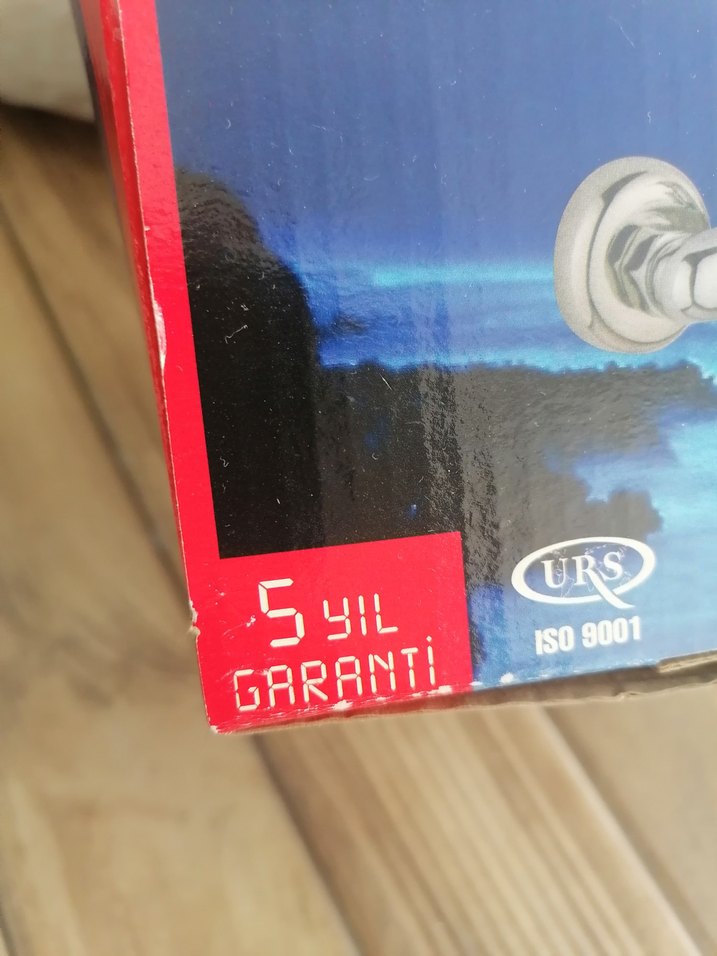 5 YIL
GARANTİ
URS
ISO 9001